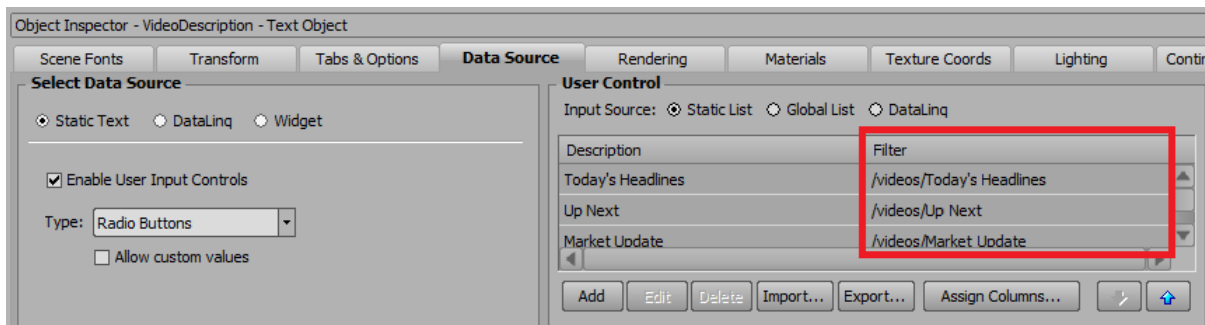 Object Inspector - VideoDescription - Text Object
Scene Fonts Transform Tabs & Options Data Source Rendering Materials Texture Coords Lighting Contin
Select Data Source
Static Text DataLinq Widget
Enable User Input Controls
Type: Radio Buttons
Allow custom values
User Control
Input Source: Static List Global List DataLinq
Description Filter
Today's Headlines /videos/Today's Headlines
Up Next /videos/Up Next
Market Update /videos/Market Update
Add Edit Delete Import... Export... Assign Columns...